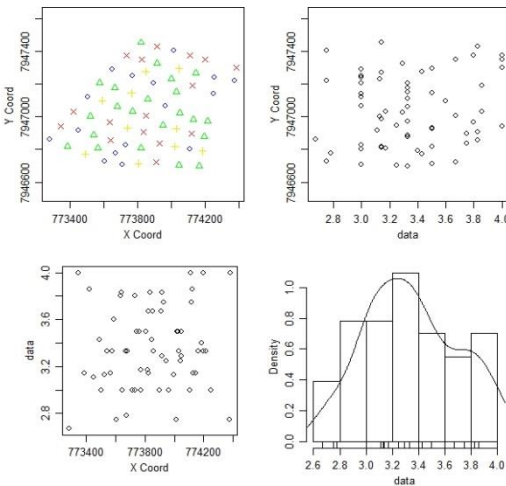 Y Coord
7946600 7947000 7947400
773400 773800 774200
X Coord
Y Coord
7946600 7947000 7947400
2.8 3.0 3.2 3.4 3.6 3.8 4.0
data
data
2.8 3.2 3.6 4.0
773400 773800 774200
X Coord
Density
0.0 0.2 0.4 0.6 0.8 1.0
2.6 2.8 3.0 3.2 3.4 3.6 3.8 4.0
data